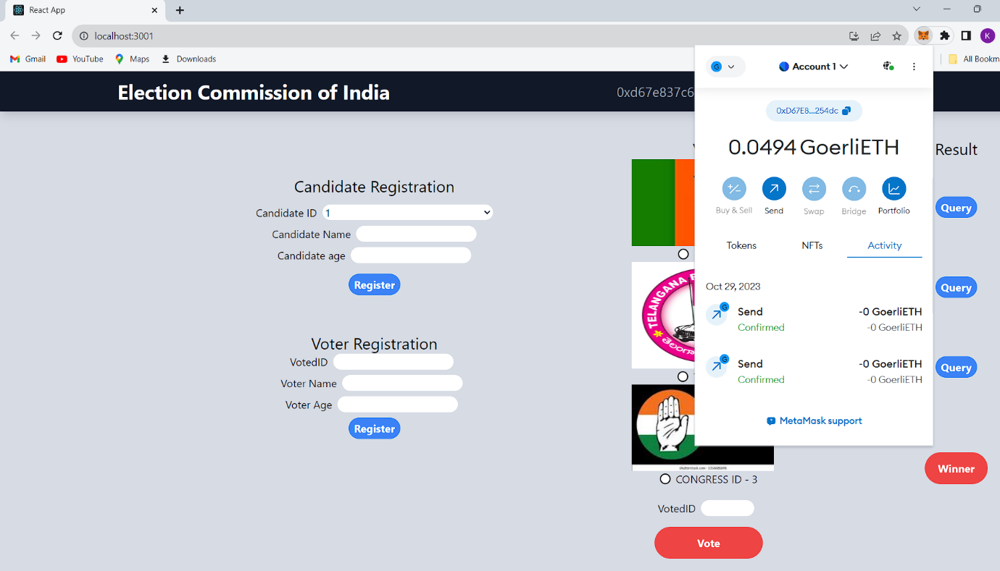 React App
localhost:3001
Gmail
YouTube
Maps
Downloads
All Bookm
Election Commission of India
0xd67e837c6
G
Account 1
0xD67E8...254dc
0.0494 GoerliETH
Buy & Sell
Send
Swap
Bridge
Portfolio
Tokens
NFTs
Activity
Oct 29, 2023
G
Send
-0 GoerliETH
Confirmed
-0 GoerliETH
G
Send
-0 GoerliETH
Confirmed
-0 GoerliETH
MetaMask support
K
Candidate Registration
Candidate ID
1
Candidate Name
Candidate age
Register
Voter Registration
VotedID
Voter Name
Voter Age
Register
TELANGANA
CONGRESS ID - 3
VotedID
Vote
Result
Query
Query
Query
Winner